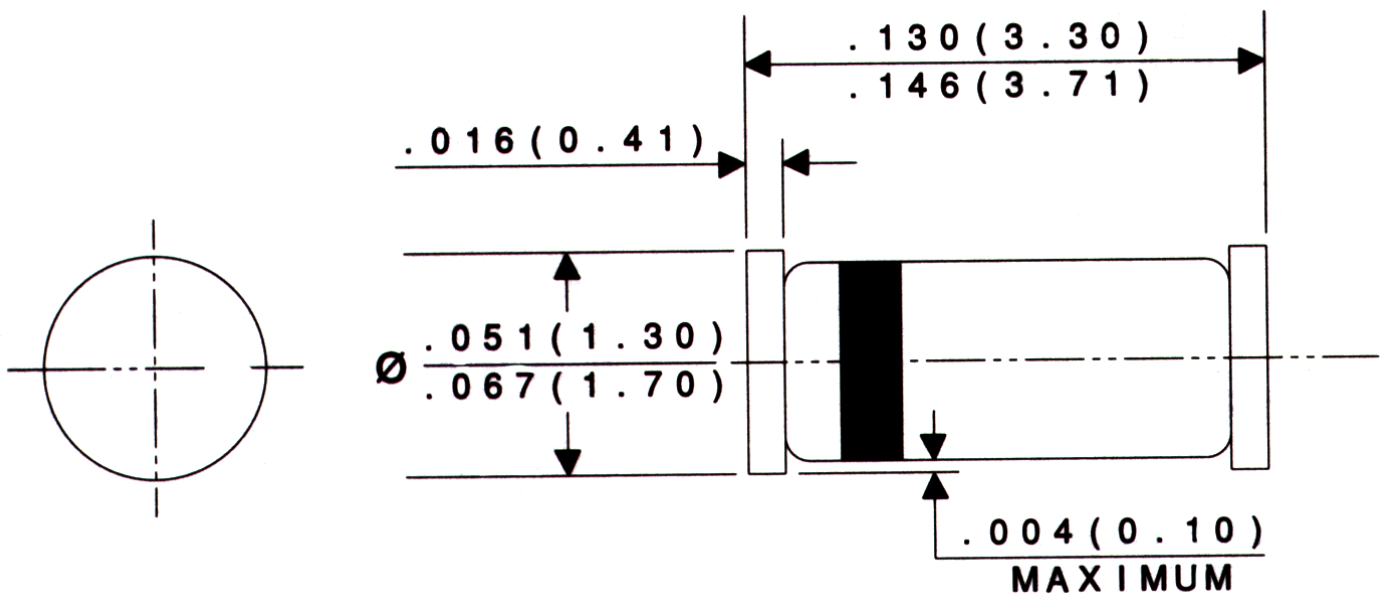 .130(3.30)
.146(3.71)
.016(0.41)
Ø .051(1.30)
.067(1.70)
.004(0.10)
MAXIMUM